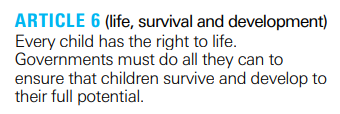 ARTICLE 6 (life, survival and development)
Every child has the right to life.
Governments must do all they can to
ensure that children survive and develop to
their full potential.